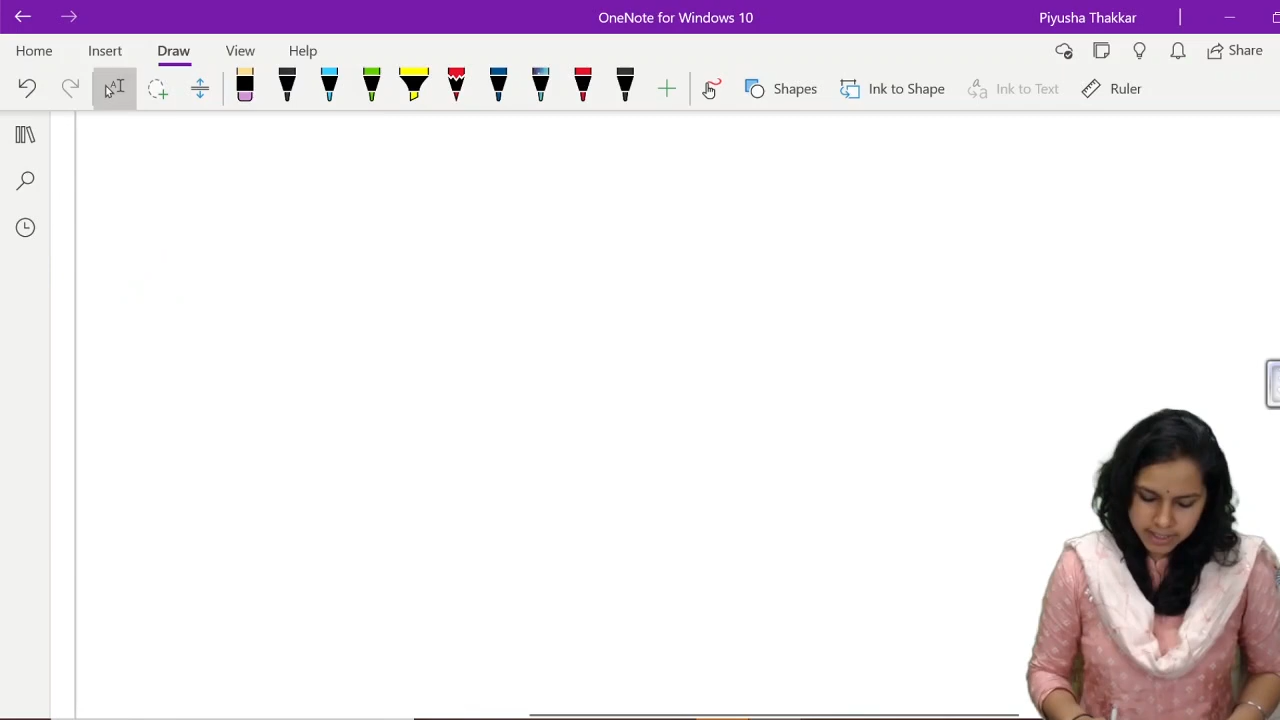 OneNote for Windows 10 Piyusha Thakkar
Home Insert Draw View Help Share
Shapes Ink to Shape Ink to Text Ruler